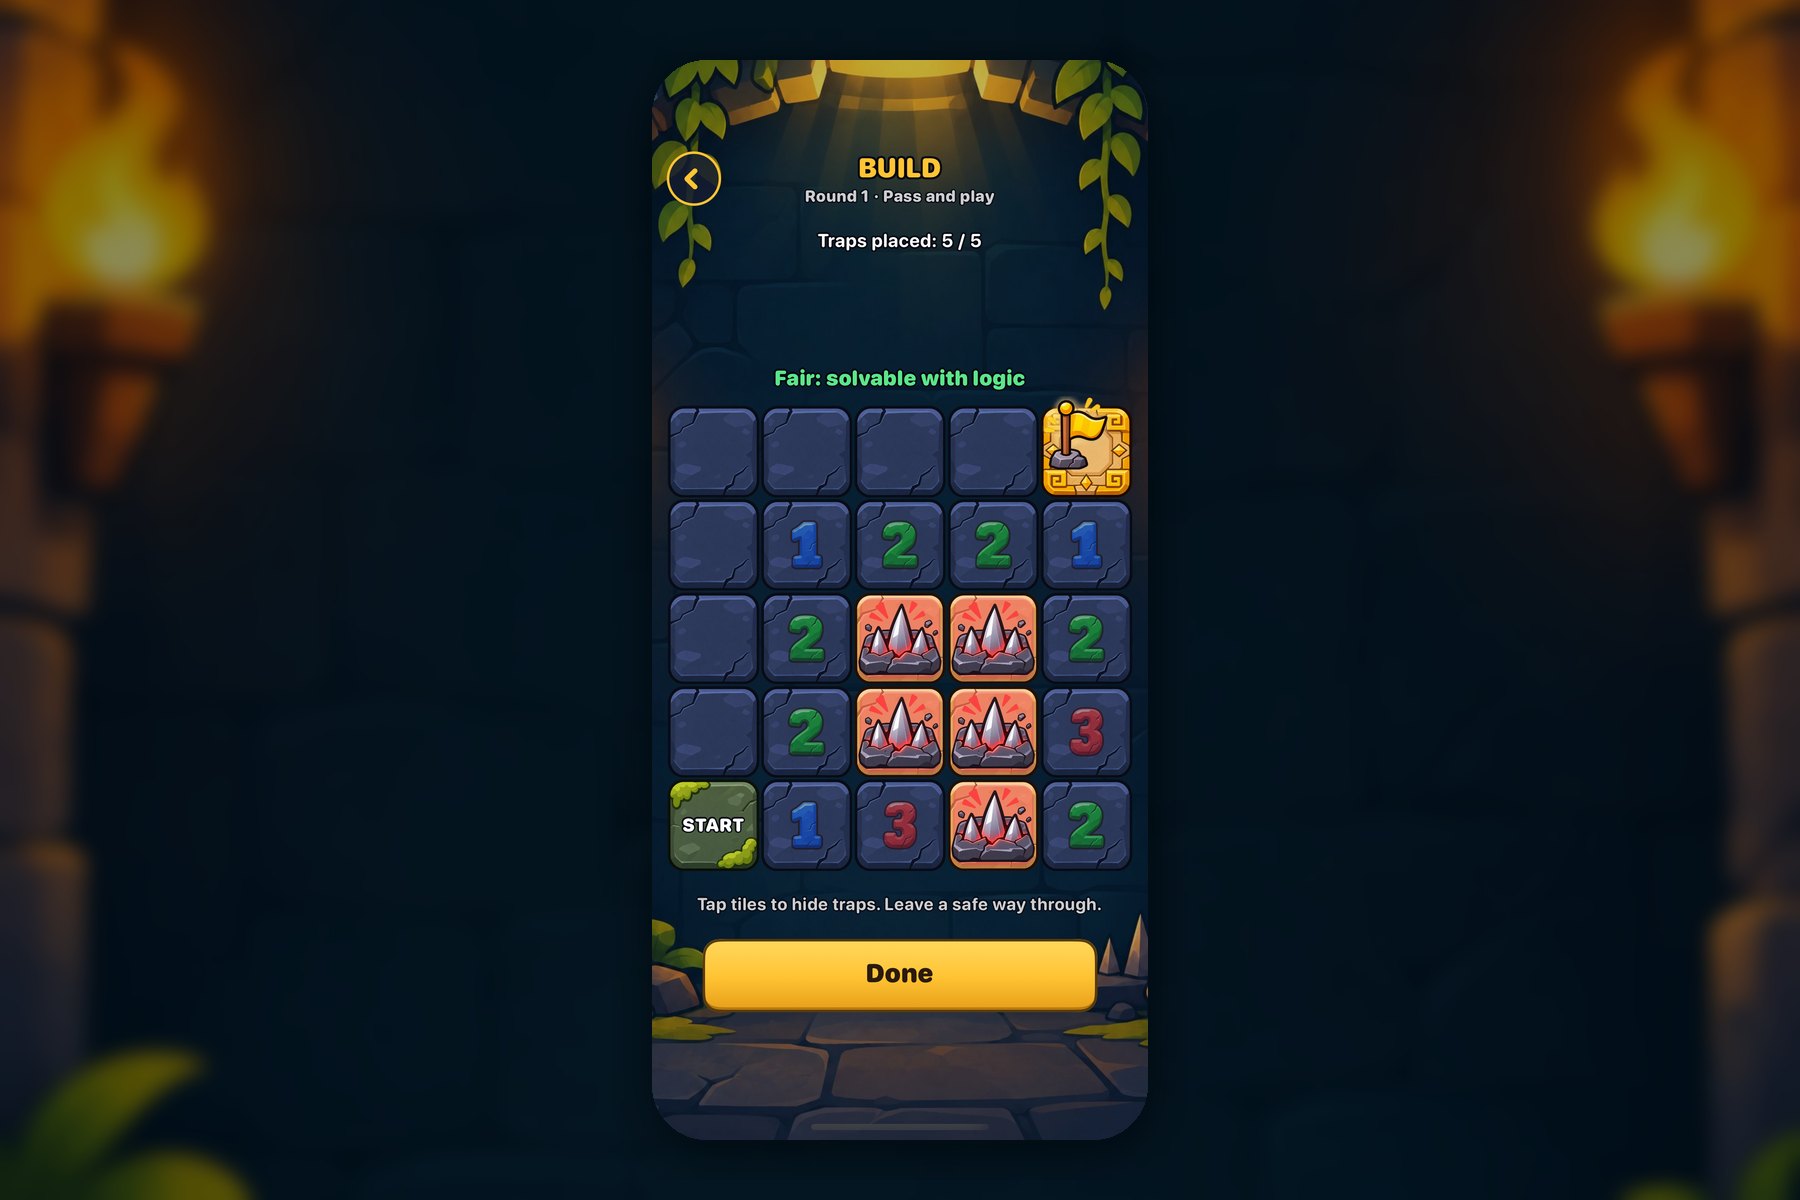 BUILD
Round 1 · Pass and play
Traps placed: 5 / 5
Fair: solvable with logic
1 2 2 1
2 2
2 3
START 1 3 2
Tap tiles to hide traps. Leave a safe way through.
Done